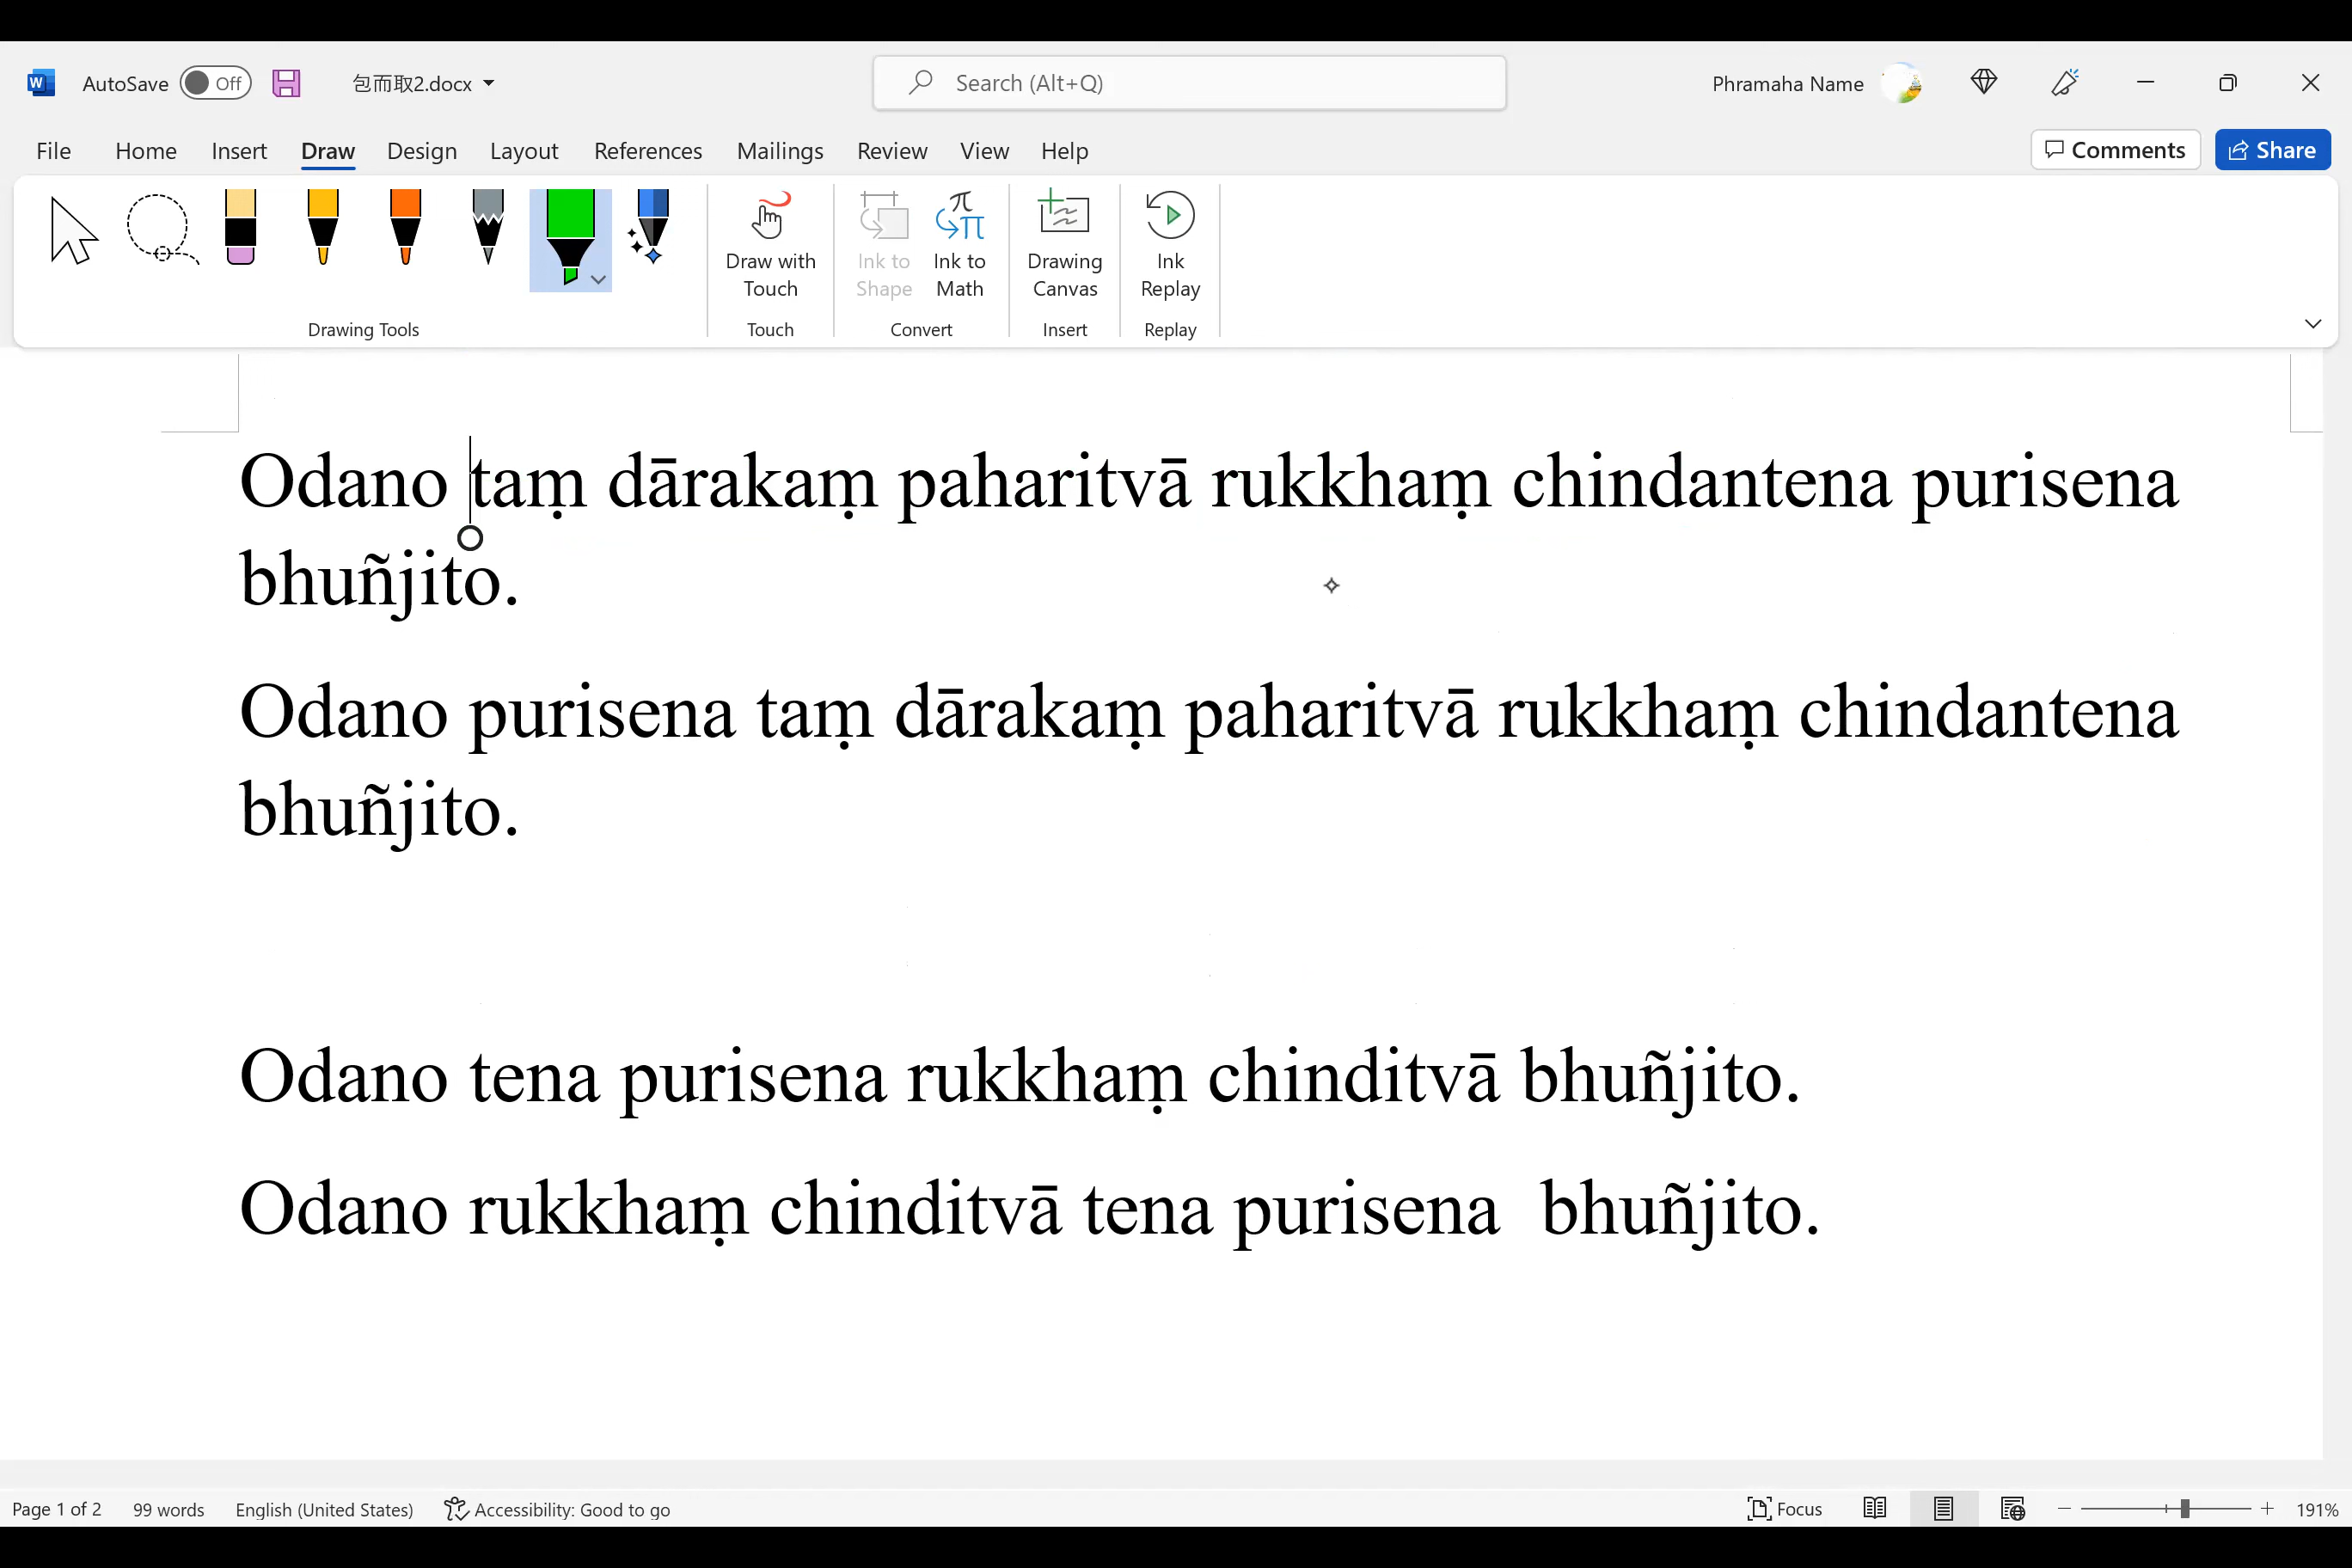 AutoSave Off 包而取2.docx Search (Alt+Q) Phramaha Name
File Home Insert Draw Design Layout References Mailings Review View Help Comments Share
Draw with Touch Ink to Shape Ink to Math Drawing Canvas Ink Replay
Drawing Tools Touch Convert Insert Replay
Odano taṃ dārakaṃ paharitvā rukkhaṃ chindantena purisena
bhuñjito.
Odano purisena taṃ dārakaṃ paharitvā rukkhaṃ chindantena
bhuñjito.
Odano tena purisena rukkhaṃ chinditvā bhuñjito.
Odano rukkhaṃ chinditvā tena purisena  bhuñjito.
Page 1 of 2 99 words English (United States) Accessibility: Good to go Focus 191%